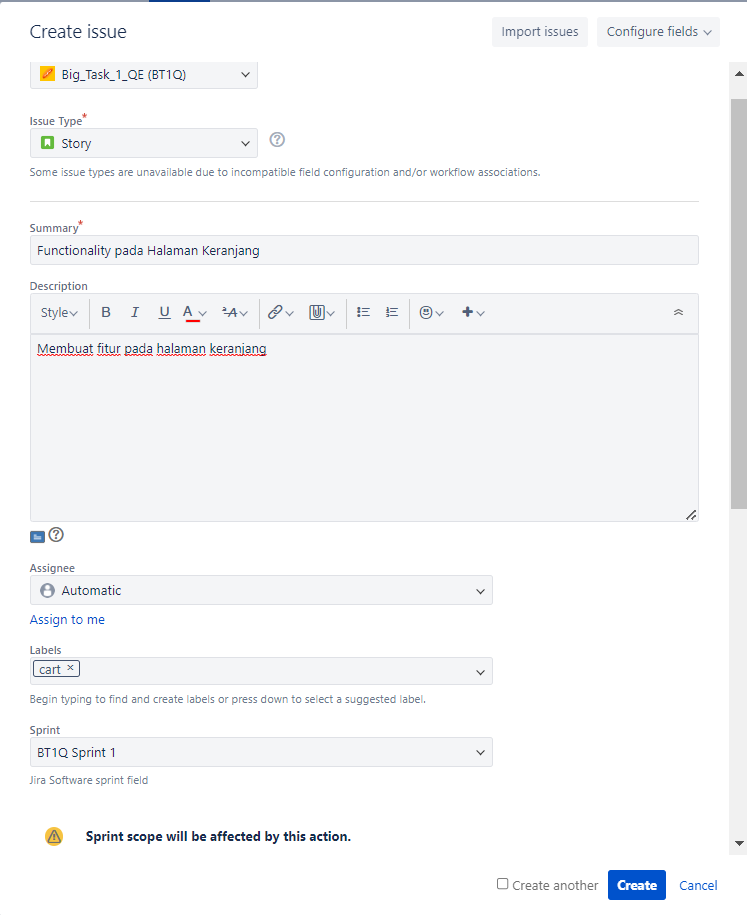 Create issue
Import issues
Configure fields
Big_Task_1_QE (BT1Q)
Issue Type*
Story
Some issue types are unavailable due to incompatible field configuration and/or workflow associations.
Summary*
Functionality pada Halaman Keranjang
Description
Style B I U A ᵃA
Membuat fitur pada halaman keranjang
Assignee
Automatic
Assign to me
Labels
cart ×
Begin typing to find and create labels or press down to select a suggested label.
Sprint
BT1Q Sprint 1
Jira Software sprint field
Sprint scope will be affected by this action.
Create another
Create
Cancel